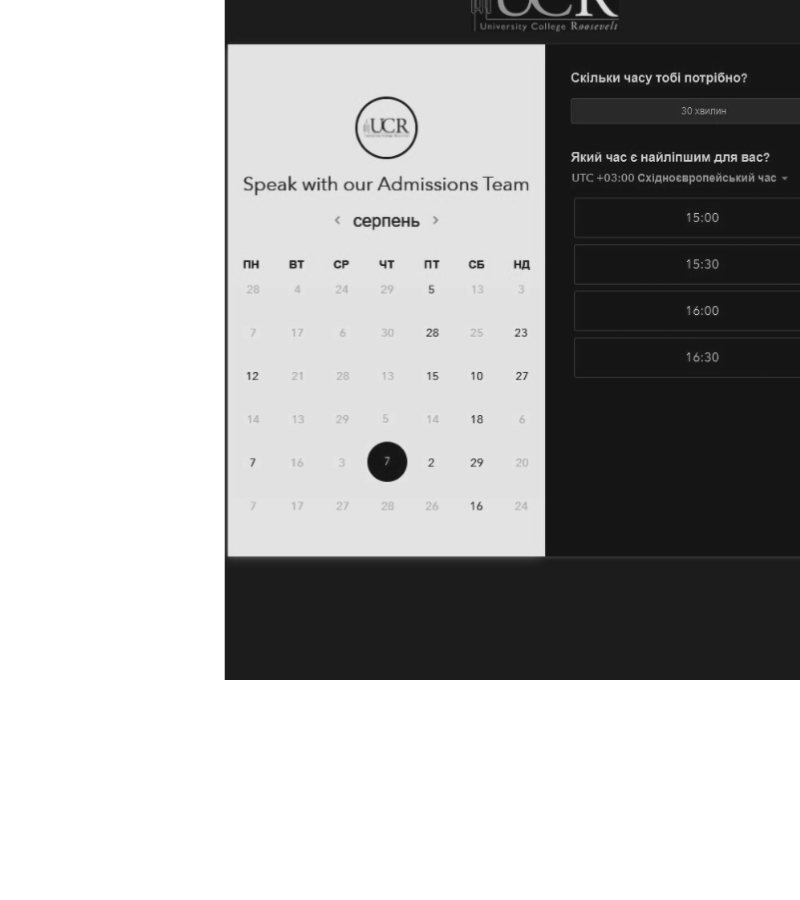 UCR
University College Roosevelt
UCR
Speak with our Admissions Team
‹ серпень ›
ПН ВТ СР ЧТ ПТ СБ НД
28 4 24 29 5 13 3
7 17 6 30 28 25 23
12 21 28 13 15 10 27
14 13 29 5 14 18 6
7 16 3 7 2 29 20
7 17 27 28 26 16 24
Скільки часу тобі потрібно?
30 хвилин
Який час є найліпшим для вас?
UTC +03:00 Східноєвропейський час
15:00
15:30
16:00
16:30